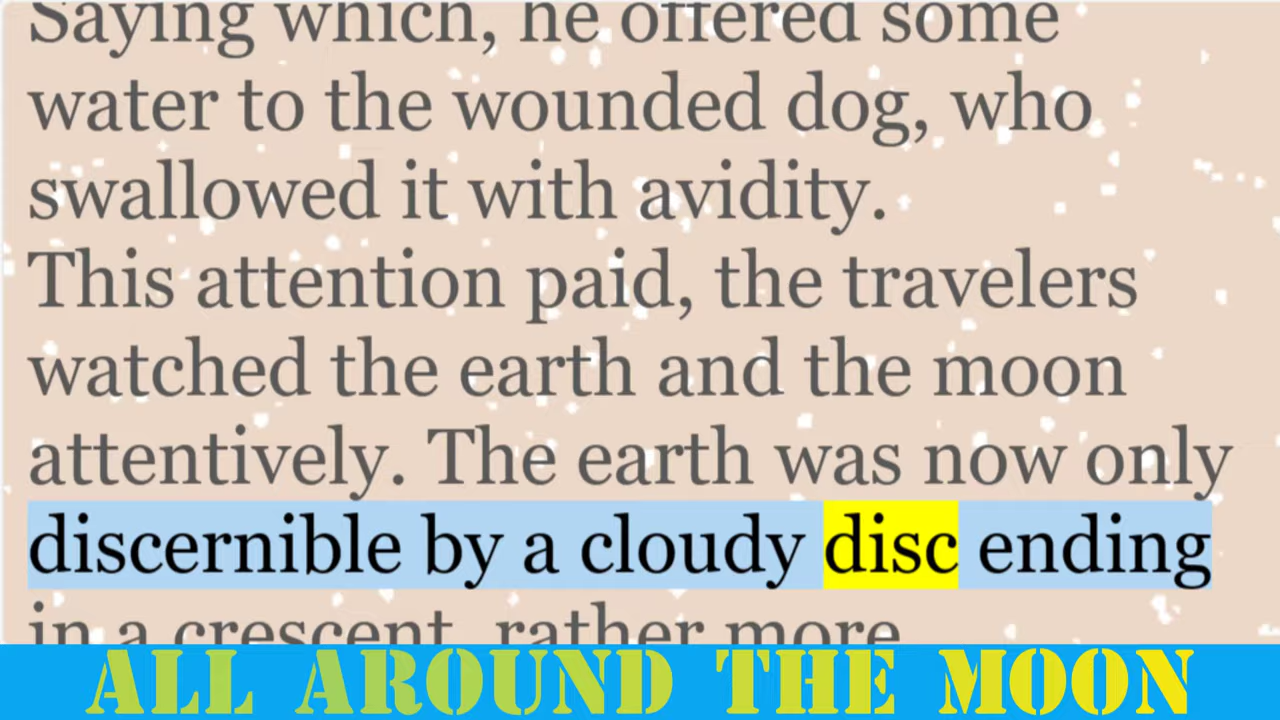 Saying which, he offered some
water to the wounded dog, who
swallowed it with avidity.
This attention paid, the travelers
watched the earth and the moon
attentively. The earth was now only
discernible by a cloudy disc ending
in a crescent, rather more
ALL AROUND THE MOON